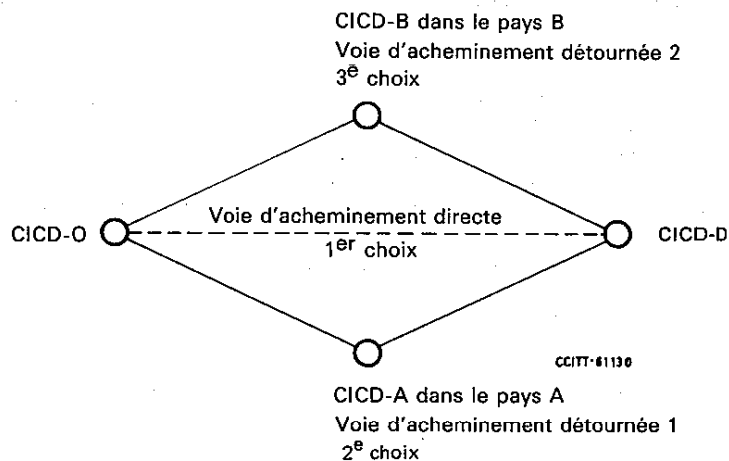 CICD-B dans le pays B
Voie d'acheminement détournée 2
3e choix
Voie d'acheminement directe
CICD-O
CICD-D
1er choix
CCITT-61130
CICD-A dans le pays A
Voie d'acheminement détournée 1
2e choix